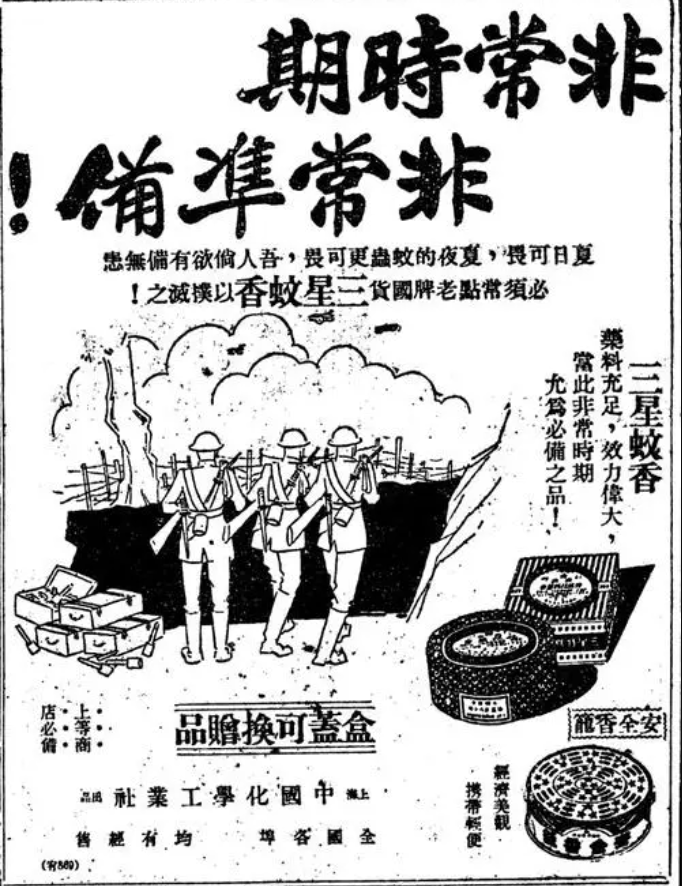 非常時期
非常準備！
夏日可畏，夏夜的蚊蟲更可畏，吾人倘欲有備無患
必須常點老牌國貨三星蚊香以撲滅之！
三星蚊香
藥料充足，效力偉大，
當此非常時期
尤爲必備之品！
盒蓋可換贈品
上等商店必備
安全香籠
經濟美觀
携帶輕便
上海中國化學工業社出品
全國各埠均有經售